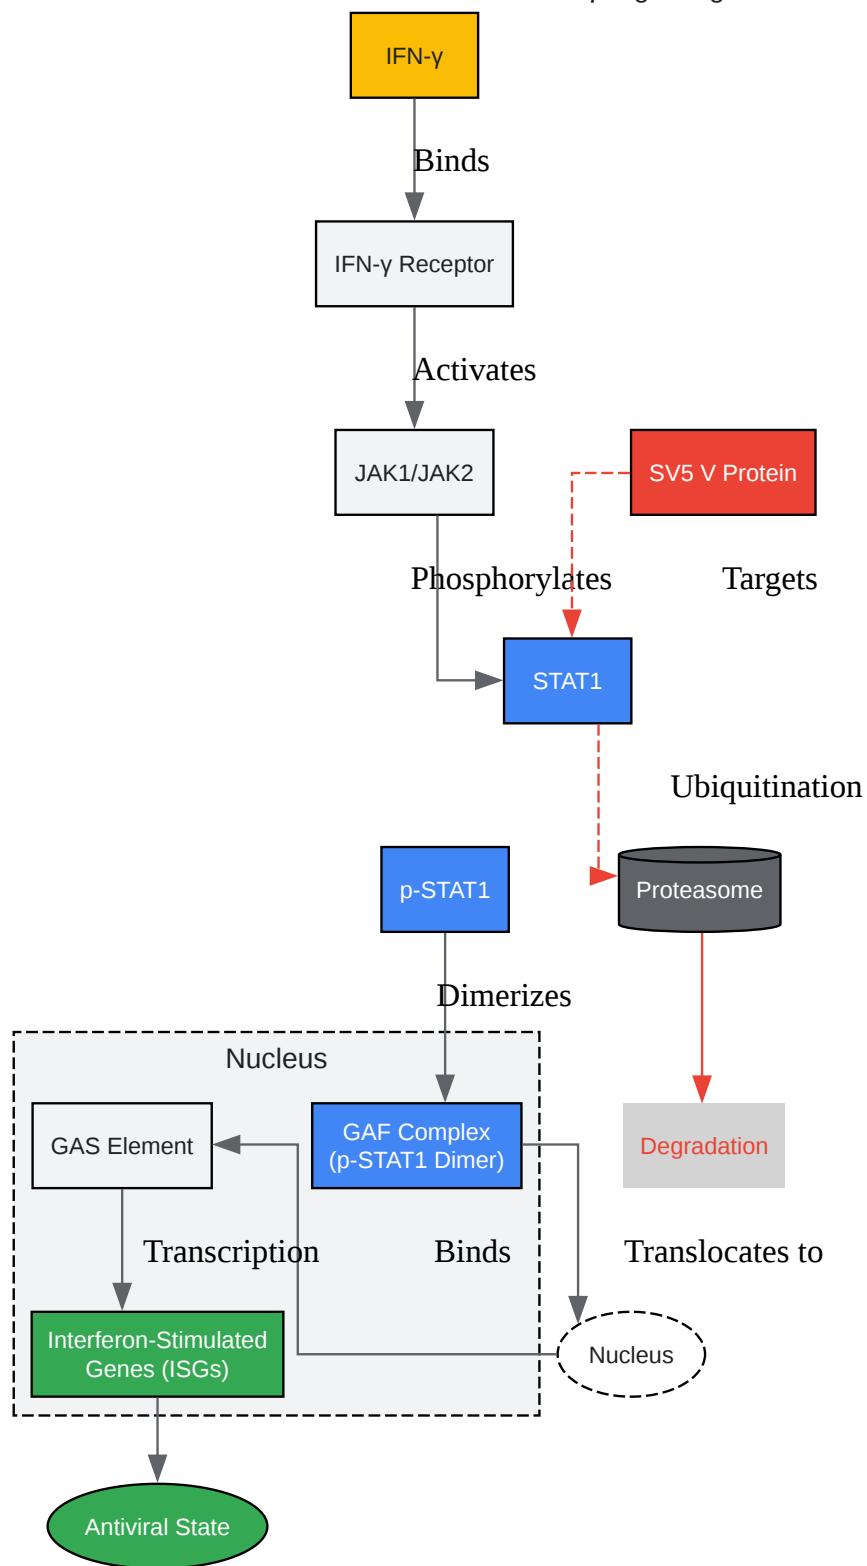 IFN-γ
Binds
IFN-γ Receptor
Activates
JAK1/JAK2
SV5 V Protein
Phosphorylates
Targets
STAT1
Ubiquitination
p-STAT1
Proteasome
Dimerizes
Nucleus
GAS Element
GAF Complex
(p-STAT1 Dimer)
Degradation
Transcription
Binds
Translocates to
Interferon-Stimulated
Genes (ISGs)
Nucleus
Antiviral State